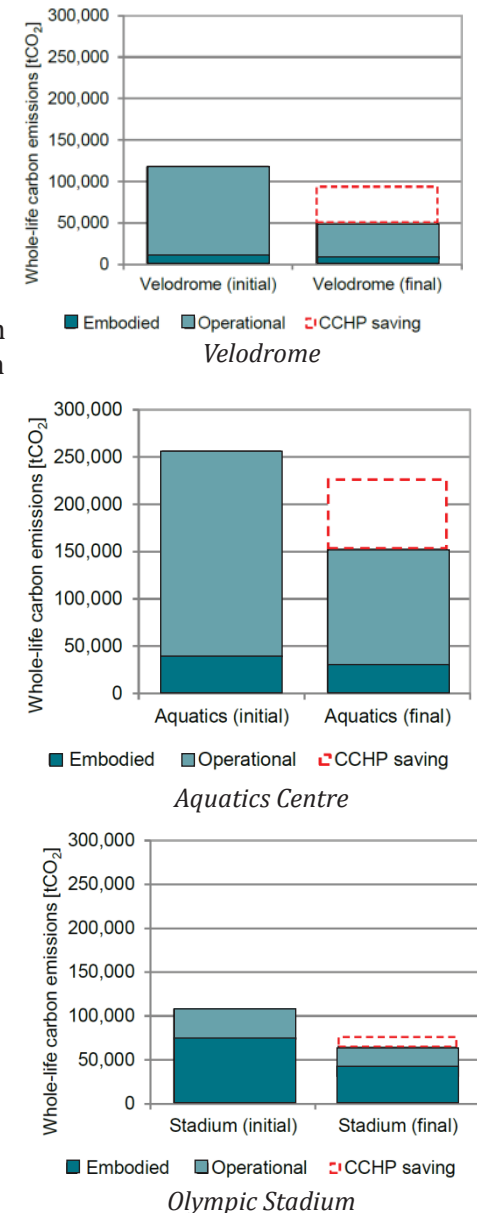 Whole-life carbon emissions [tCO₂]
300,000
250,000
200,000
150,000
100,000
50,000
0
Velodrome (initial) Velodrome (final)
Embodied Operational CCHP saving
Velodrome
n
n
Whole-life carbon emissions [tCO₂]
300,000
250,000
200,000
150,000
100,000
50,000
0
Aquatics (initial) Aquatics (final)
Embodied Operational CCHP saving
Aquatics Centre
Whole-life carbon emissions [tCO₂]
300,000
250,000
200,000
150,000
100,000
50,000
0
Stadium (initial) Stadium (final)
Embodied Operational CCHP saving
Olympic Stadium